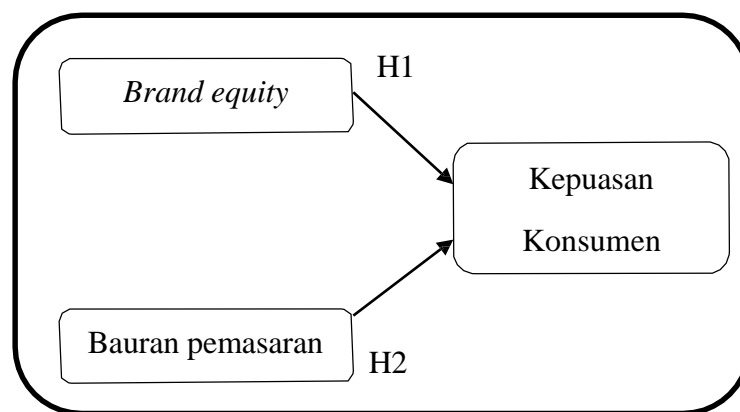 H1
Brand equity
Kepuasan
Konsumen
Bauran pemasaran
H2